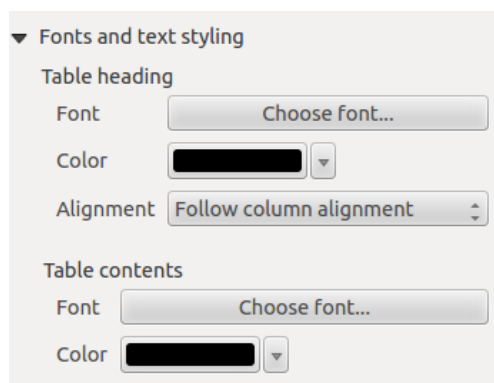 Fonts and text styling
Table heading
Font Choose font...
Color
Alignment Follow column alignment
Table contents
Font Choose font...
Color